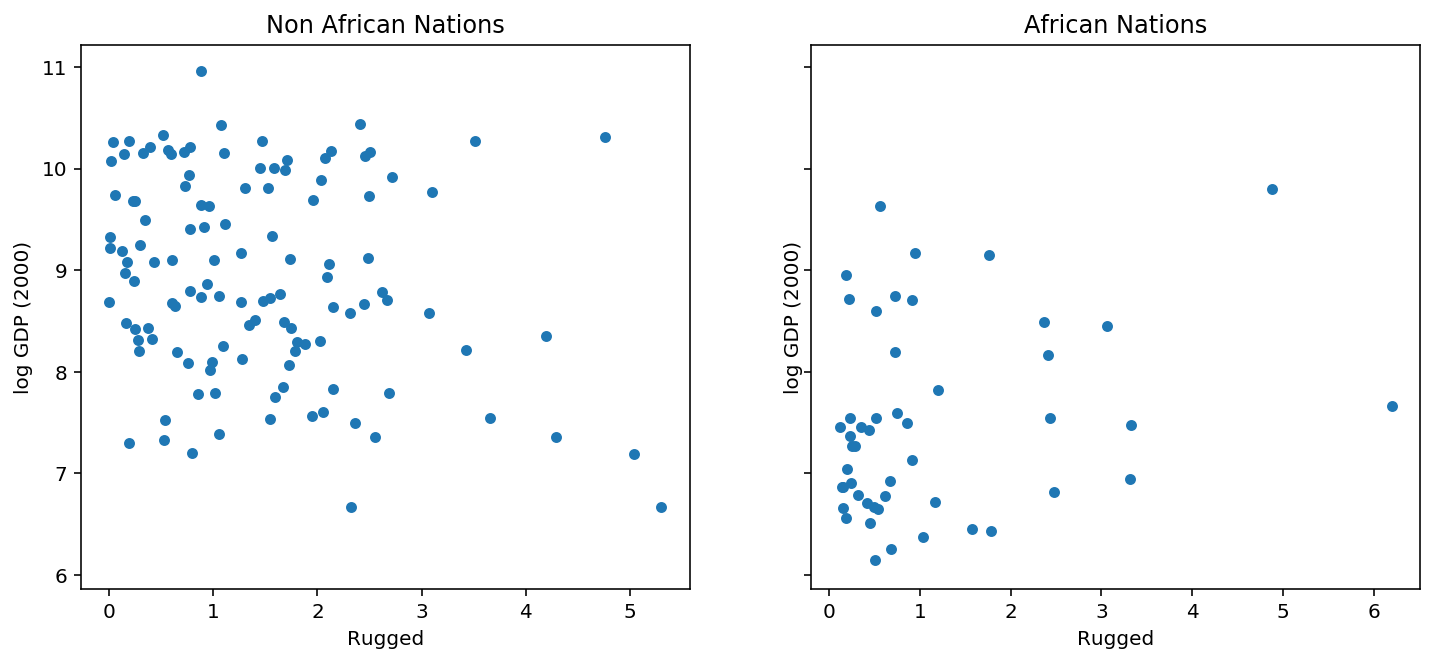 Non African Nations
log GDP (2000)
11
10
9
8
7
6
0 1 2 3 4 5
Rugged
African Nations
log GDP (2000)
0 1 2 3 4 5 6
Rugged